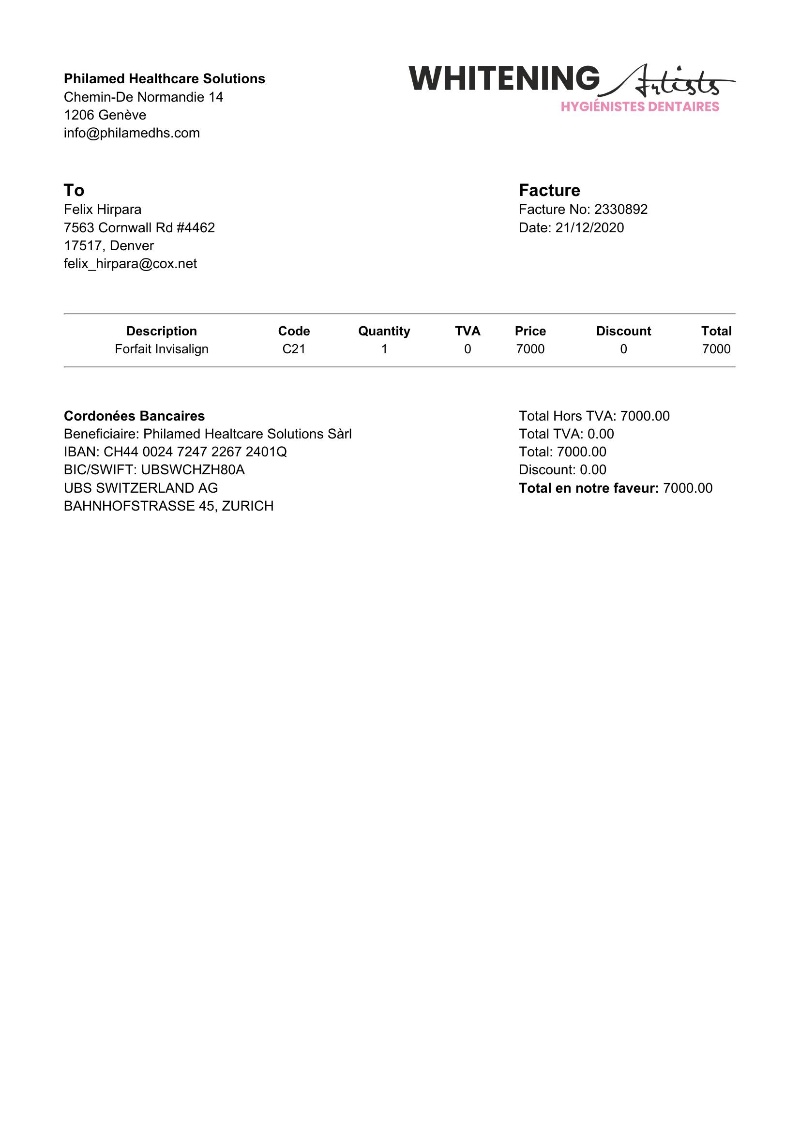 Philamed Healthcare Solutions
Chemin-De Normandie 14
1206 Genève
info@philamedhs.com
WHITENING Artists
HYGIÉNISTES DENTAIRES
To
Felix Hirpara
7563 Cornwall Rd #4462
17517, Denver
felix_hirpara@cox.net
Facture
Facture No: 2330892
Date: 21/12/2020
Description Code Quantity TVA Price Discount Total
Forfait Invisalign C21 1 0 7000 0 7000
Cordonées Bancaires
Beneficiaire: Philamed Healtcare Solutions Sàrl
IBAN: CH44 0024 7247 2267 2401Q
BIC/SWIFT: UBSWCHZH80A
UBS SWITZERLAND AG
BAHNHOFSTRASSE 45, ZURICH
Total Hors TVA: 7000.00
Total TVA: 0.00
Total: 7000.00
Discount: 0.00
Total en notre faveur: 7000.00